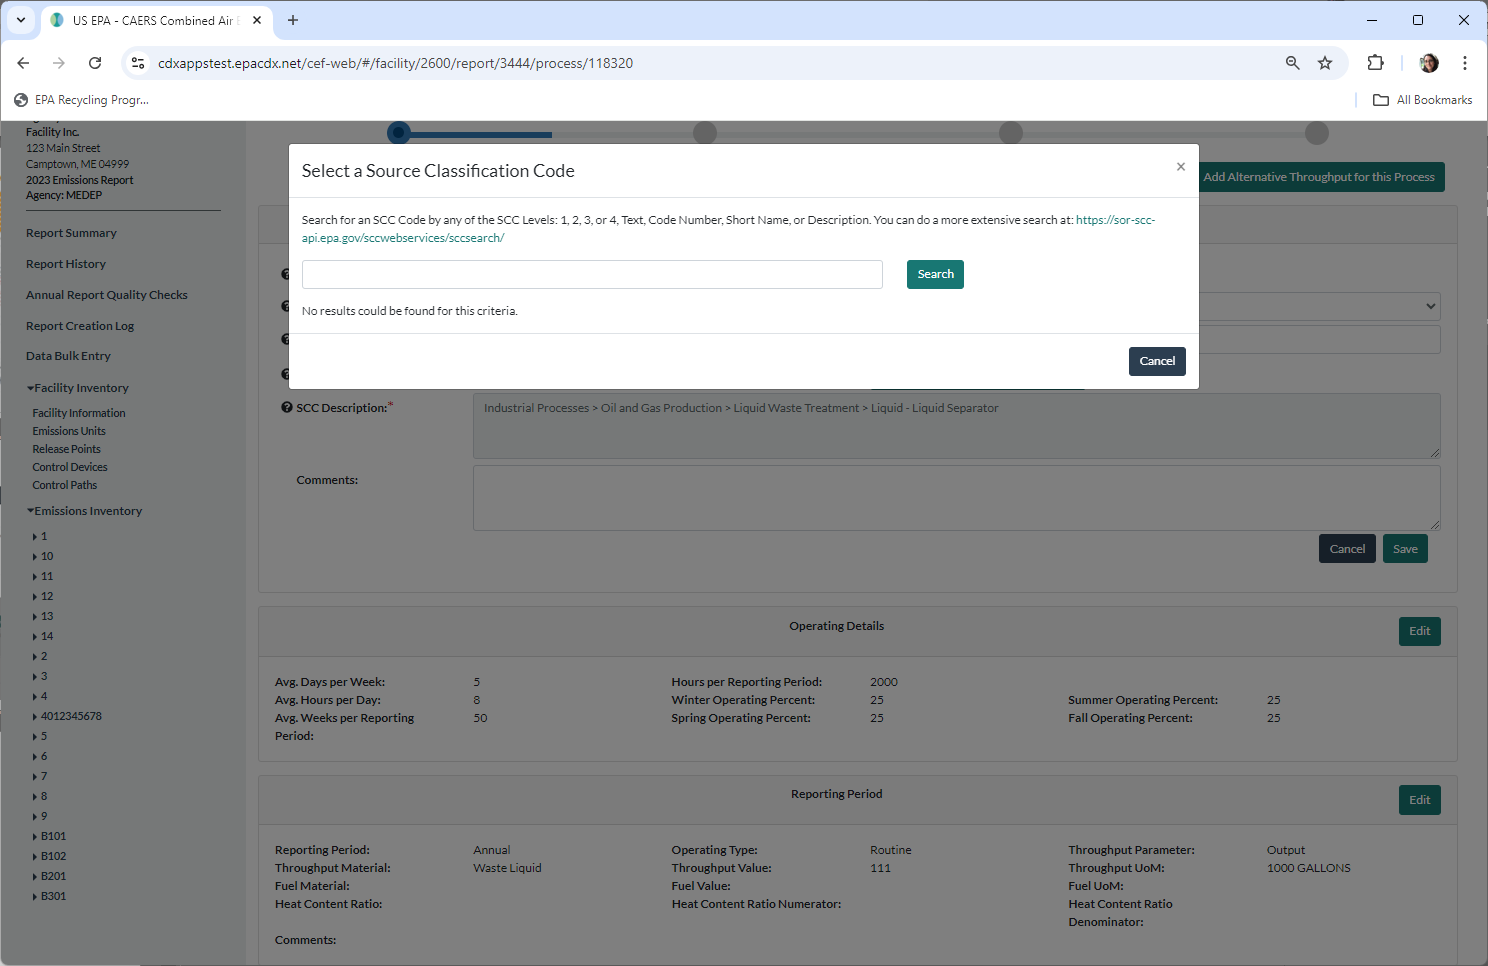 US EPA - CAERS Combined Air
cdxappstest.epacdx.net/cef-web/#/facility/2600/report/3444/process/118320
EPA Recycling Progr...
All Bookmarks
Facility Inc.
123 Main Street
Camptown, ME 04999
2023 Emissions Report
Agency: MEDEP
Report Summary
Report History
Annual Report Quality Checks
Report Creation Log
Data Bulk Entry
Facility Inventory
Facility Information
Emissions Units
Release Points
Control Devices
Control Paths
Emissions Inventory
1
10
11
12
13
14
2
3
4
4012345678
5
6
7
8
9
B101
B102
B201
B301
Add Alternative Throughput for this Process
Select a Source Classification Code
×
Search for an SCC Code by any of the SCC Levels: 1, 2, 3, or 4, Text, Code Number, Short Name, or Description. You can do a more extensive search at: https://sor-scc-
api.epa.gov/sccwebservices/sccsearch/
Search
No results could be found for this criteria.
Cancel
SCC Description:*
Industrial Processes > Oil and Gas Production > Liquid Waste Treatment > Liquid - Liquid Separator
Comments:
Cancel Save
Operating Details
Edit
Avg. Days per Week: 5 Hours per Reporting Period: 2000
Avg. Hours per Day: 8 Winter Operating Percent: 25 Summer Operating Percent: 25
Avg. Weeks per Reporting 50 Spring Operating Percent: 25 Fall Operating Percent: 25
Period:
Reporting Period
Edit
Reporting Period: Annual Operating Type: Routine Throughput Parameter: Output
Throughput Material: Waste Liquid Throughput Value: 111 Throughput UoM: 1000 GALLONS
Fuel Material: Fuel Value: Fuel UoM:
Heat Content Ratio: Heat Content Ratio Numerator: Heat Content Ratio
Denominator:
Comments: